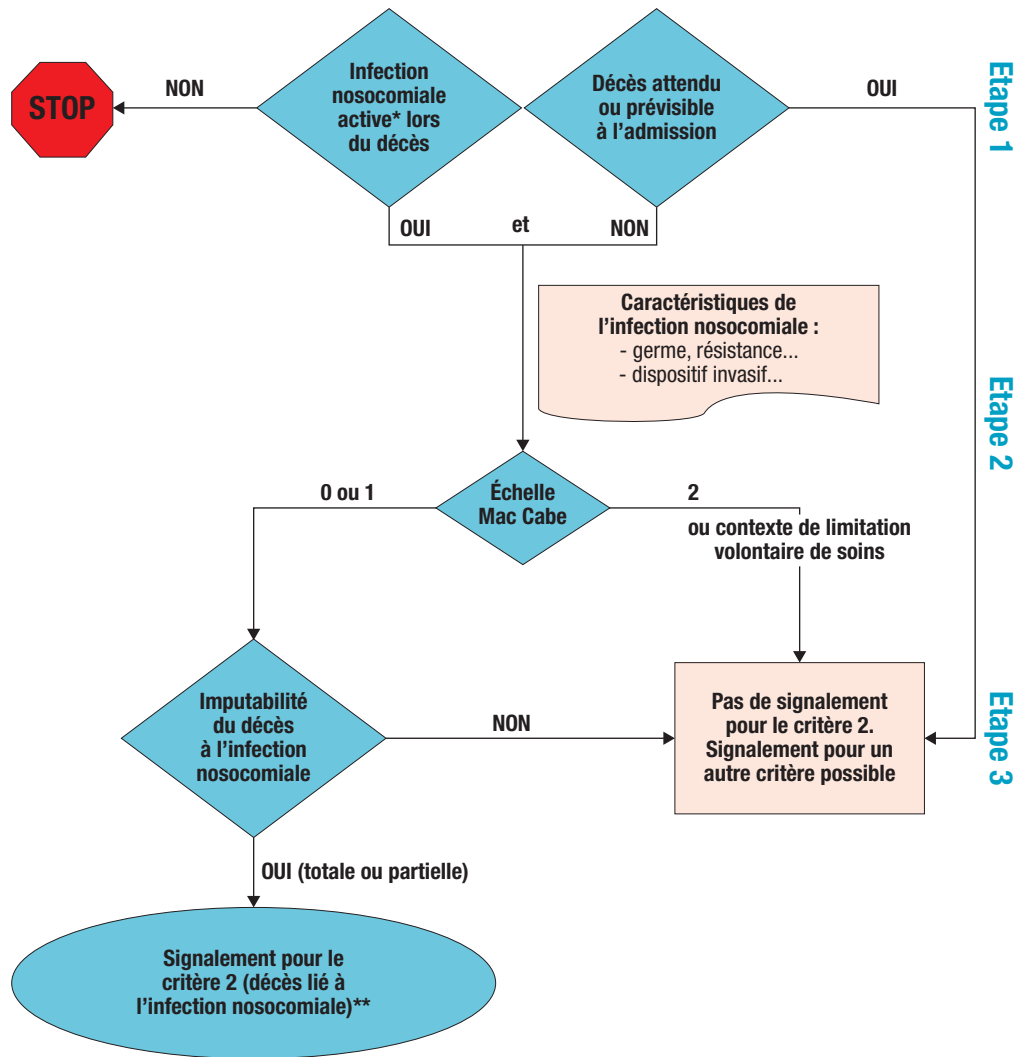 STOP
NON
Infection
nosocomiale
active* lors
du décès
Décès attendu
ou prévisible
à l’admission
OUI
Etape 1
OUI
et
NON
Caractéristiques de
l’infection nosocomiale :
- germe, résistance...
- dispositif invasif...
Etape 2
0 ou 1
Échelle
Mac Cabe
2
ou contexte de limitation
volontaire de soins
Imputabilité
du décès
à l’infection
nosocomiale
NON
Pas de signalement
pour le critère 2.
Signalement pour un
autre critère possible
Etape 3
OUI (totale ou partielle)
Signalement pour le
critère 2 (décès lié à
l’infection nosocomiale)**